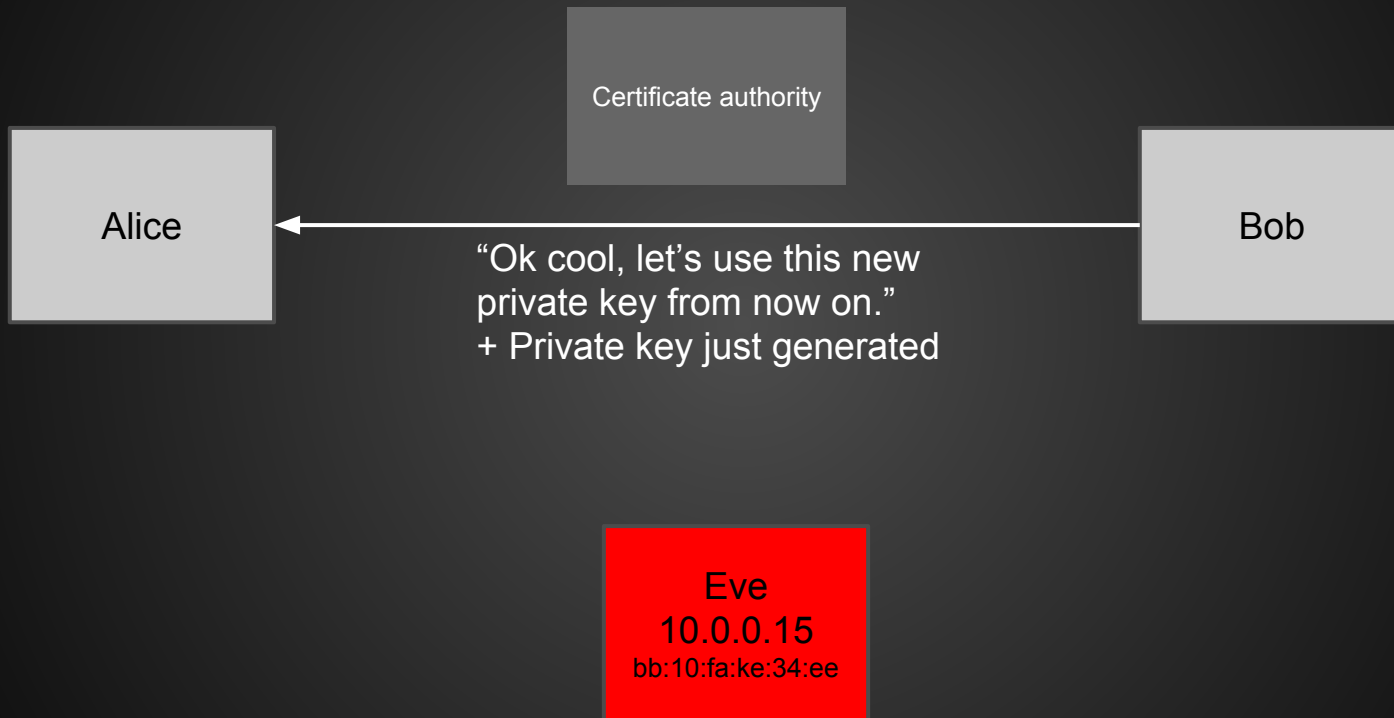 Certificate authority
Alice
Bob
“Ok cool, let’s use this new
private key from now on.”
+ Private key just generated
Eve
10.0.0.15
bb:10:fa:ke:34:ee